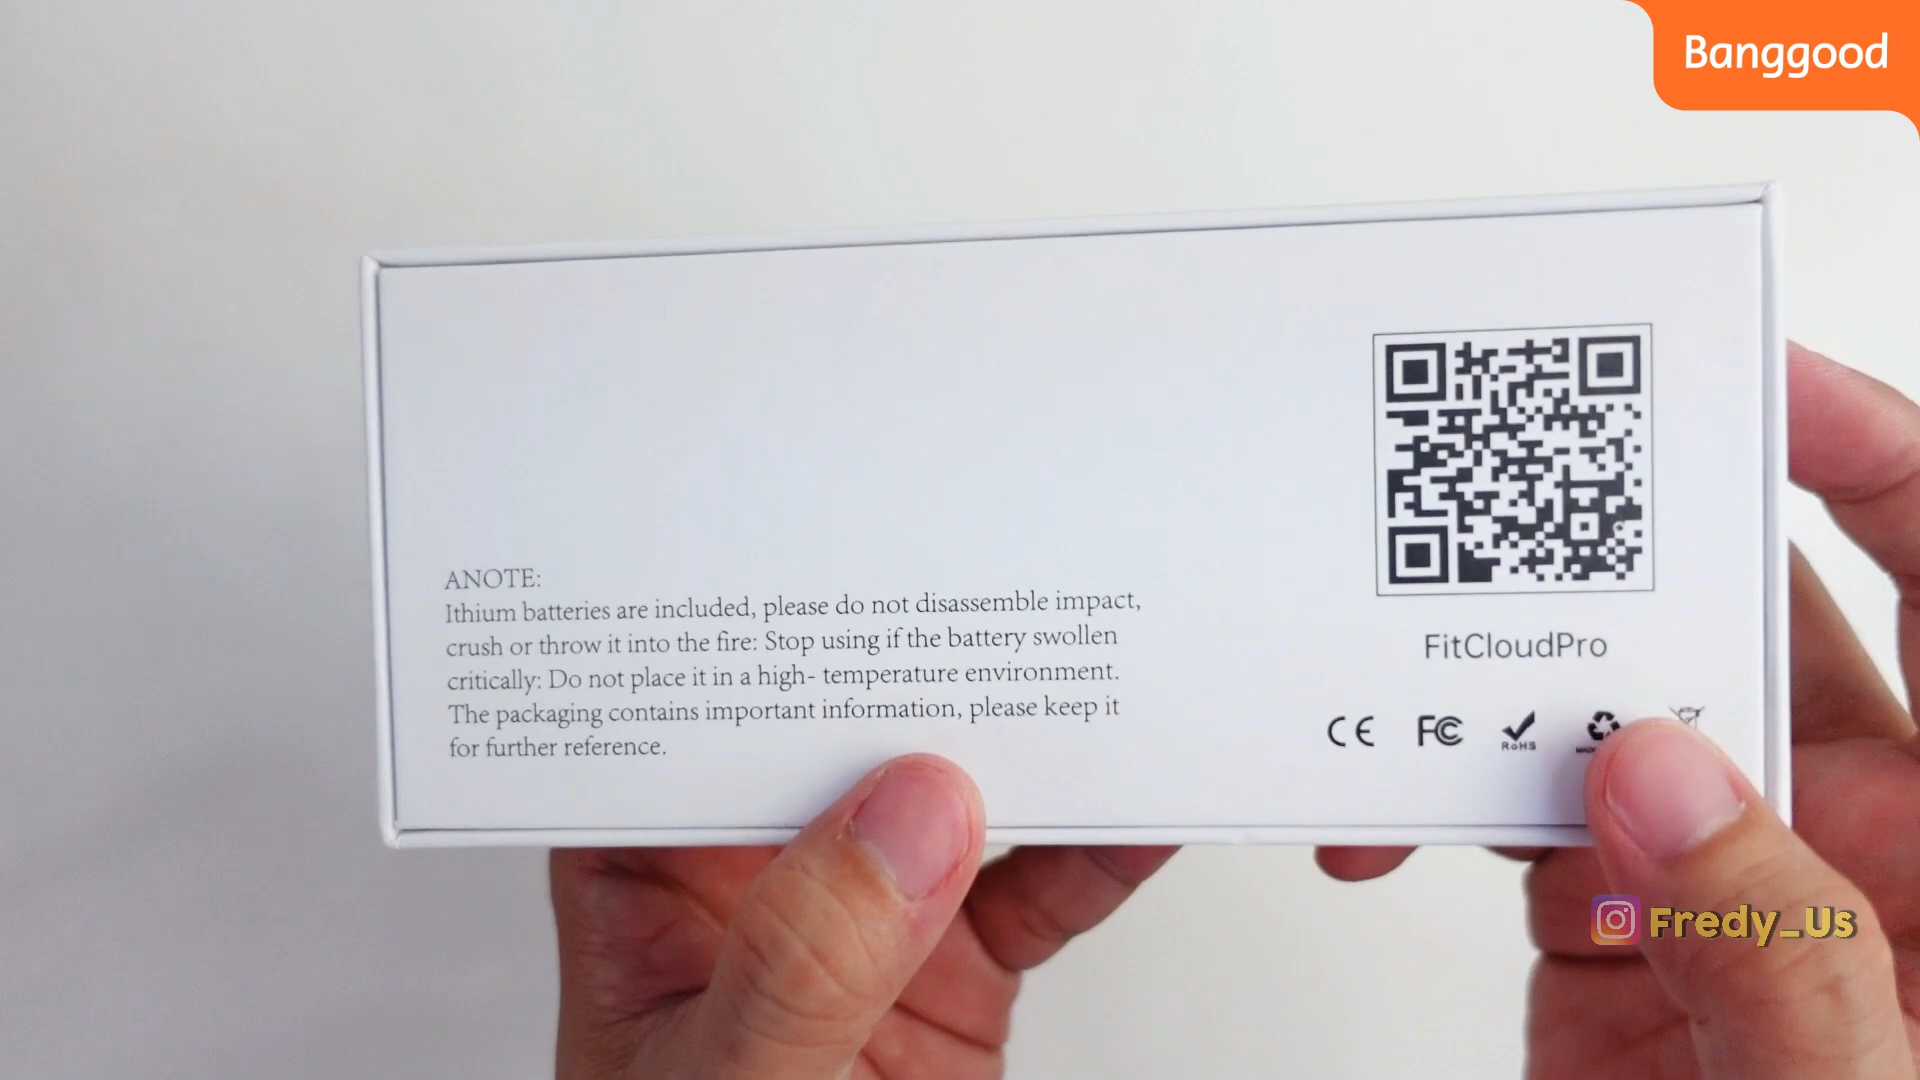 Banggood
ANOTE:
Ithium batteries are included, please do not disassemble impact,
crush or throw it into the fire: Stop using if the battery swollen
critically: Do not place it in a high- temperature environment.
The packaging contains important information, please keep it
for further reference.
FitCloudPro
CE FC RoHS
Fredy_Us